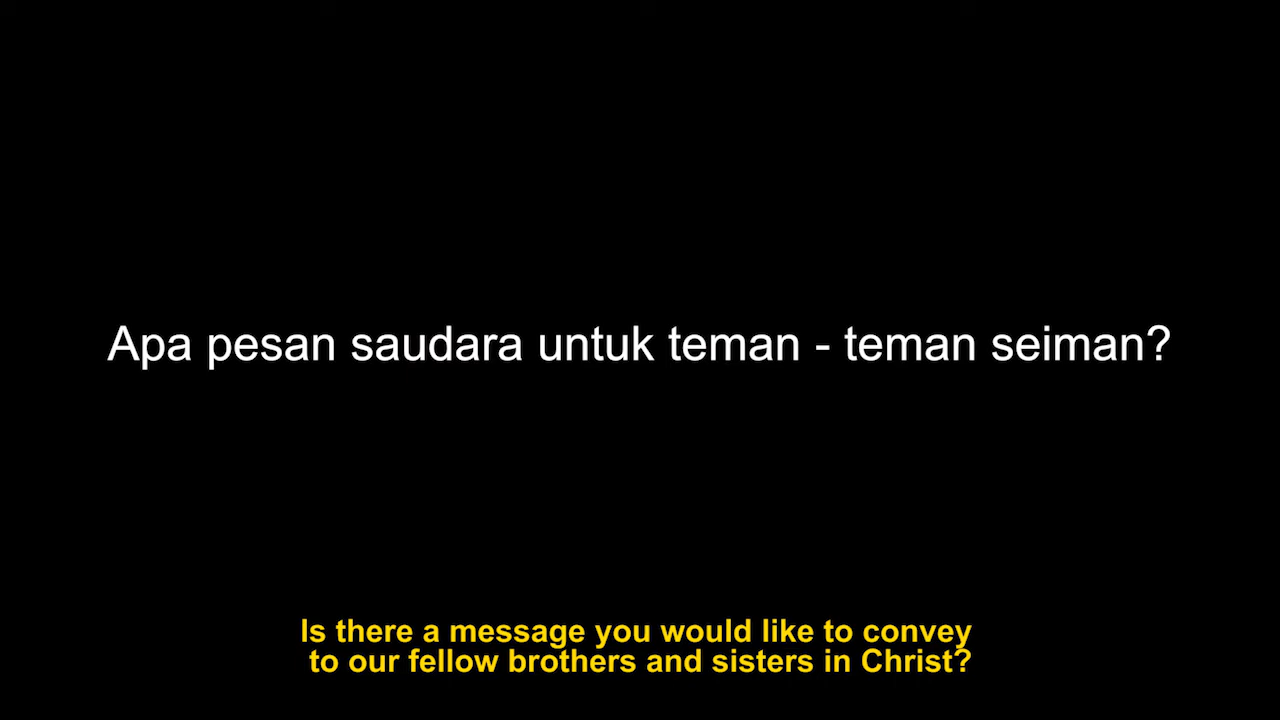 Apa pesan saudara untuk teman - teman seiman?
Is there a message you would like to convey
to our fellow brothers and sisters in Christ?